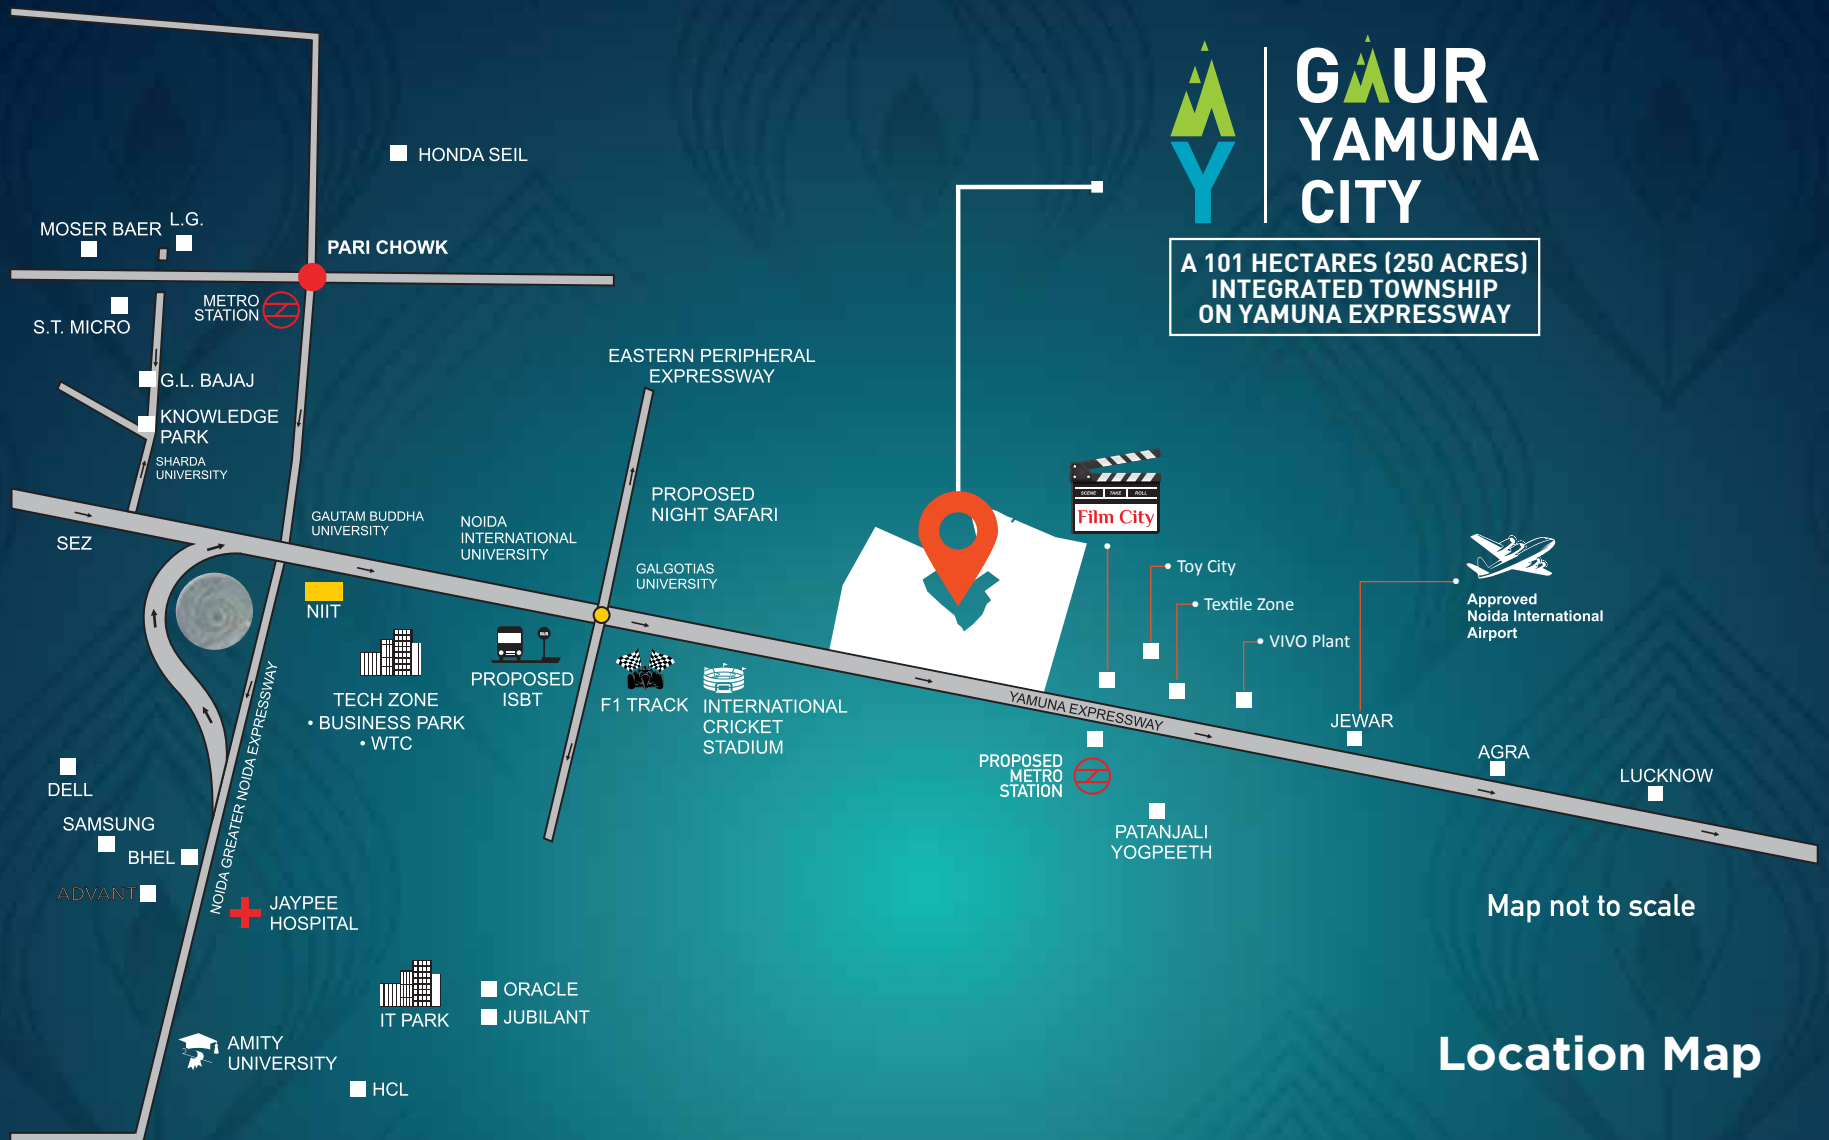 GAUR
YAMUNA
CITY
A 101 HECTARES (250 ACRES)
INTEGRATED TOWNSHIP
ON YAMUNA EXPRESSWAY
HONDA SEIL
MOSER BAER
L.G.
PARI CHOWK
METRO
STATION
S.T. MICRO
G.L. BAJAJ
KNOWLEDGE
PARK
SHARDA
UNIVERSITY
EASTERN PERIPHERAL
EXPRESSWAY
SEZ
GAUTAM BUDDHA
UNIVERSITY
NOIDA
INTERNATIONAL
UNIVERSITY
PROPOSED
NIGHT SAFARI
GALGOTIAS
UNIVERSITY
SCENE TAKE ROLL
Film City
Toy City
Textile Zone
VIVO Plant
Approved
Noida International
Airport
NIIT
TECH ZONE
• BUSINESS PARK
• WTC
BUS
PROPOSED
ISBT
F1 TRACK
INTERNATIONAL
CRICKET
STADIUM
YAMUNA EXPRESSWAY
JEWAR
AGRA
LUCKNOW
PROPOSED
METRO
STATION
PATANJALI
YOGPEETH
NOIDA GREATER NOIDA EXPRESSWAY
DELL
SAMSUNG
BHEL
ADVANT
JAYPEE
HOSPITAL
IT PARK
ORACLE
JUBILANT
AMITY
UNIVERSITY
HCL
Map not to scale
Location Map